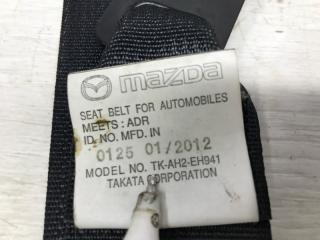 mazda
SEAT BELT FOR AUTOMOBILES
MEETS : ADR
ID. NO. MFD. IN
0125 01/2012
MODEL NO. TK-AH2-EH941
TAKATA CORPORATION